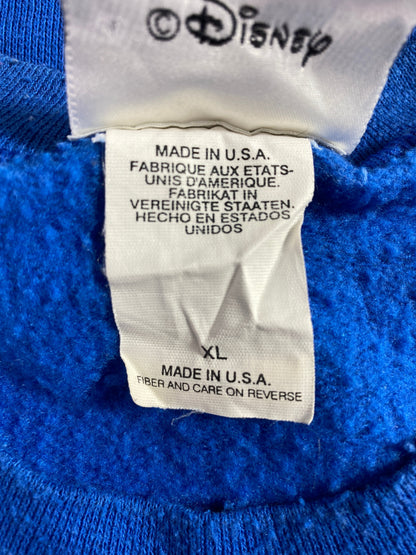 ©Disney
MADE IN U.S.A.
FABRIQUE AUX ETATS-
UNIS D'AMERIQUE.
FABRIKAT IN
VEREINIGTE STAATEN.
HECHO EN ESTADOS
UNIDOS
XL
MADE IN U.S.A.
FIBER AND CARE ON REVERSE